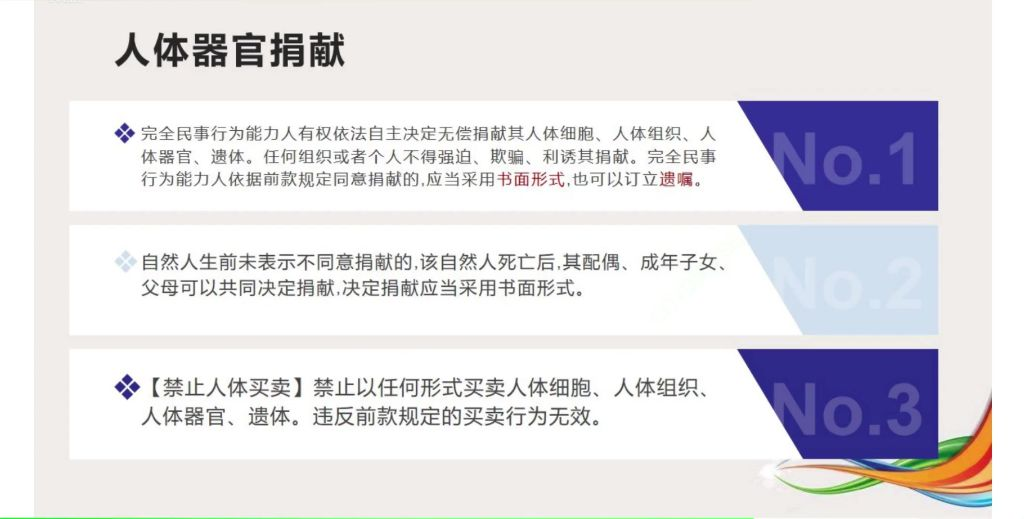 人体器官捐献
完全民事行为能力人有权依法自主决定无偿捐献其人体细胞、人体组织、人
体器官、遗体。任何组织或者个人不得强迫、欺骗、利诱其捐献。完全民事
行为能力人依据前款规定同意捐献的,应当采用书面形式,也可以订立遗嘱。
No.1
自然人生前未表示不同意捐献的,该自然人死亡后,其配偶、成年子女、
父母可以共同决定捐献,决定捐献应当采用书面形式。
No.2
【禁止人体买卖】禁止以任何形式买卖人体细胞、人体组织、
人体器官、遗体。违反前款规定的买卖行为无效。
No.3